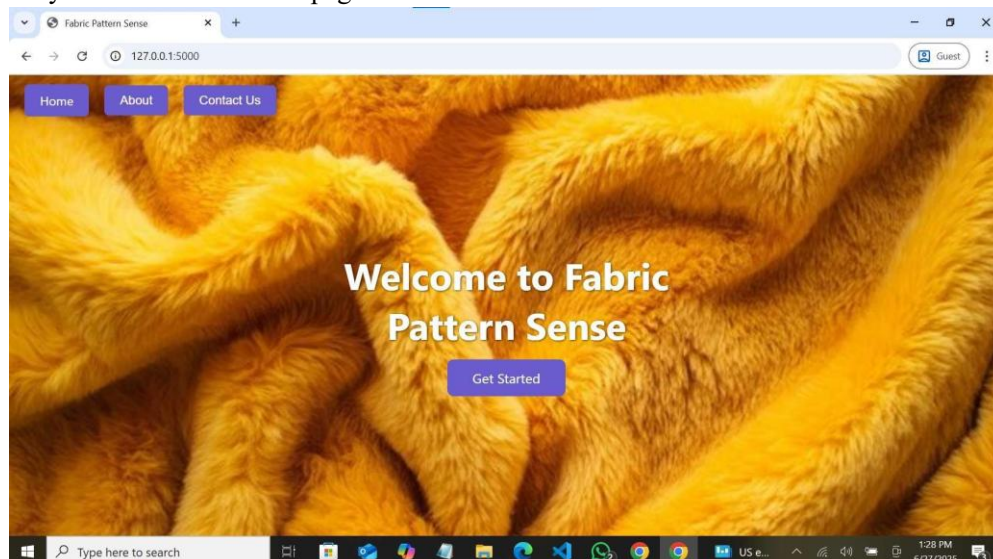 Fabric Pattern Sense
127.0.0.1:5000
Guest
Home About Contact Us
Welcome to Fabric
Pattern Sense
Get Started
Type here to search
US e...
1:28 PM